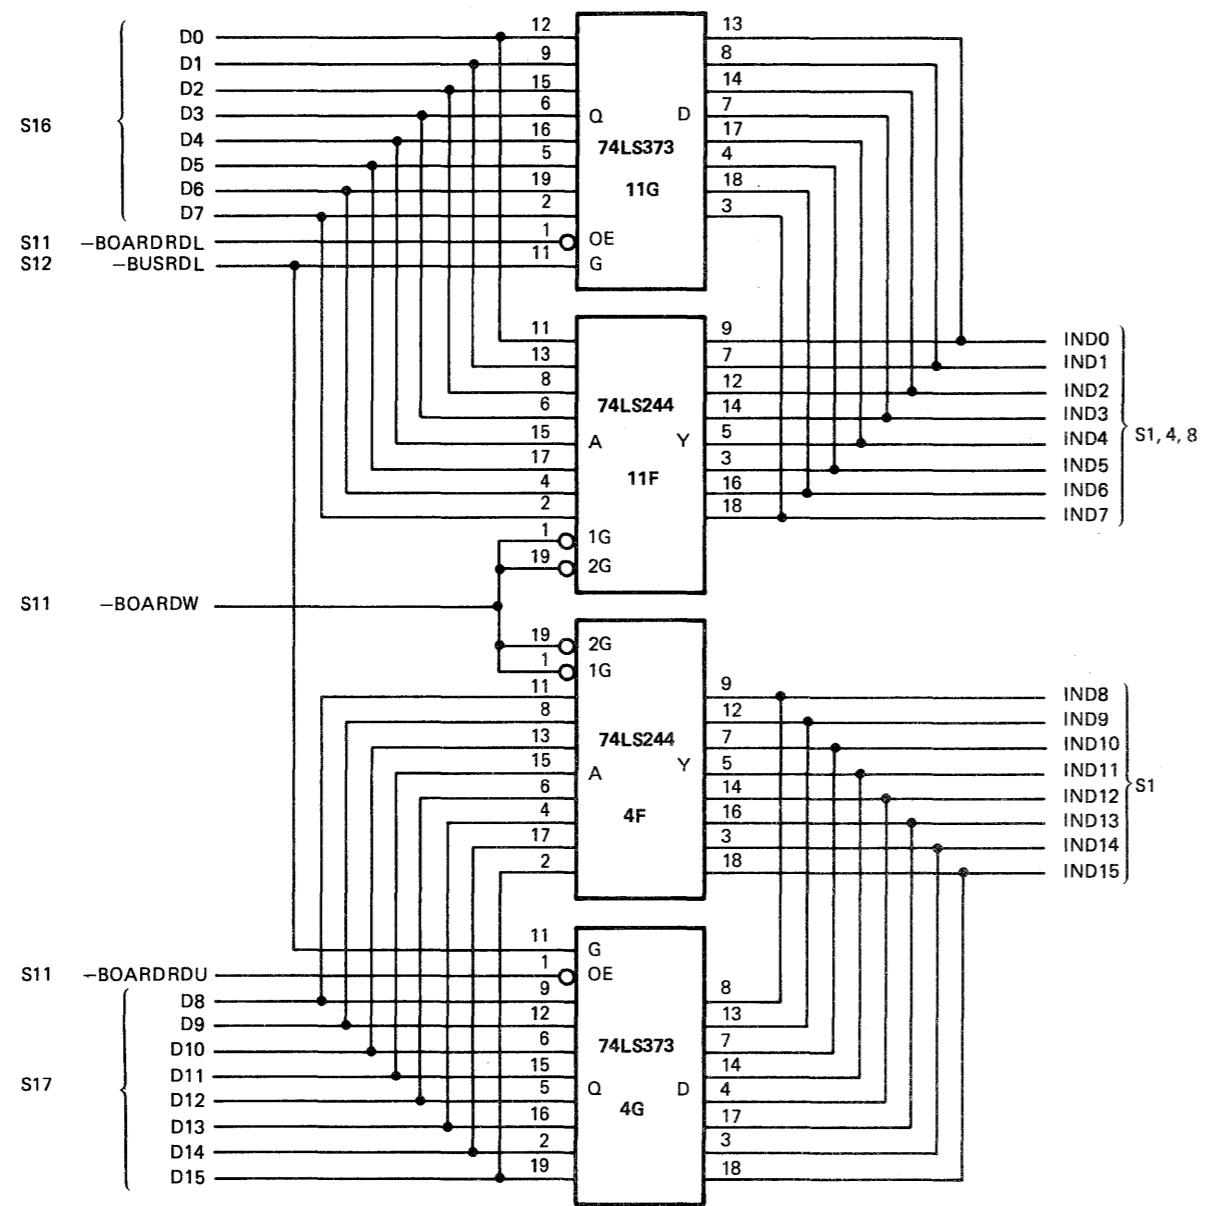 12 13
D0
9 8
D1
15 14
D2
6 7
D3 Q D
S16
16 17
D4 74LS373
5 4
D5
19 18
D6 11G
2 3
D7
1
S11 —BOARDRDL OE
11
S12 —BUSRDL G
11 9
IND0
13 7
IND1
8 12
IND2
74LS244
6 14
IND3
15 5
A Y IND4 S1, 4, 8
17 3
IND5
11F
4 16
IND6
2 18
IND7
1 1G
19 2G
S11 —BOARDW
19 2G
1 1G
11 9
IND8
8 12
IND9
13 7
74LS244 IND10
15 5
A Y IND11
S1
6 14
IND12
4 16
4F IND13
17 3
IND14
2 18
IND15
11 G
1
S11 —BOARDRDU OE
9 8
D8
12 13
D9
6 7
74LS373
D10
15 14
D11
S17
5 Q D 4
D12
4G
16 17
D13
2 3
D14
19 18
D15